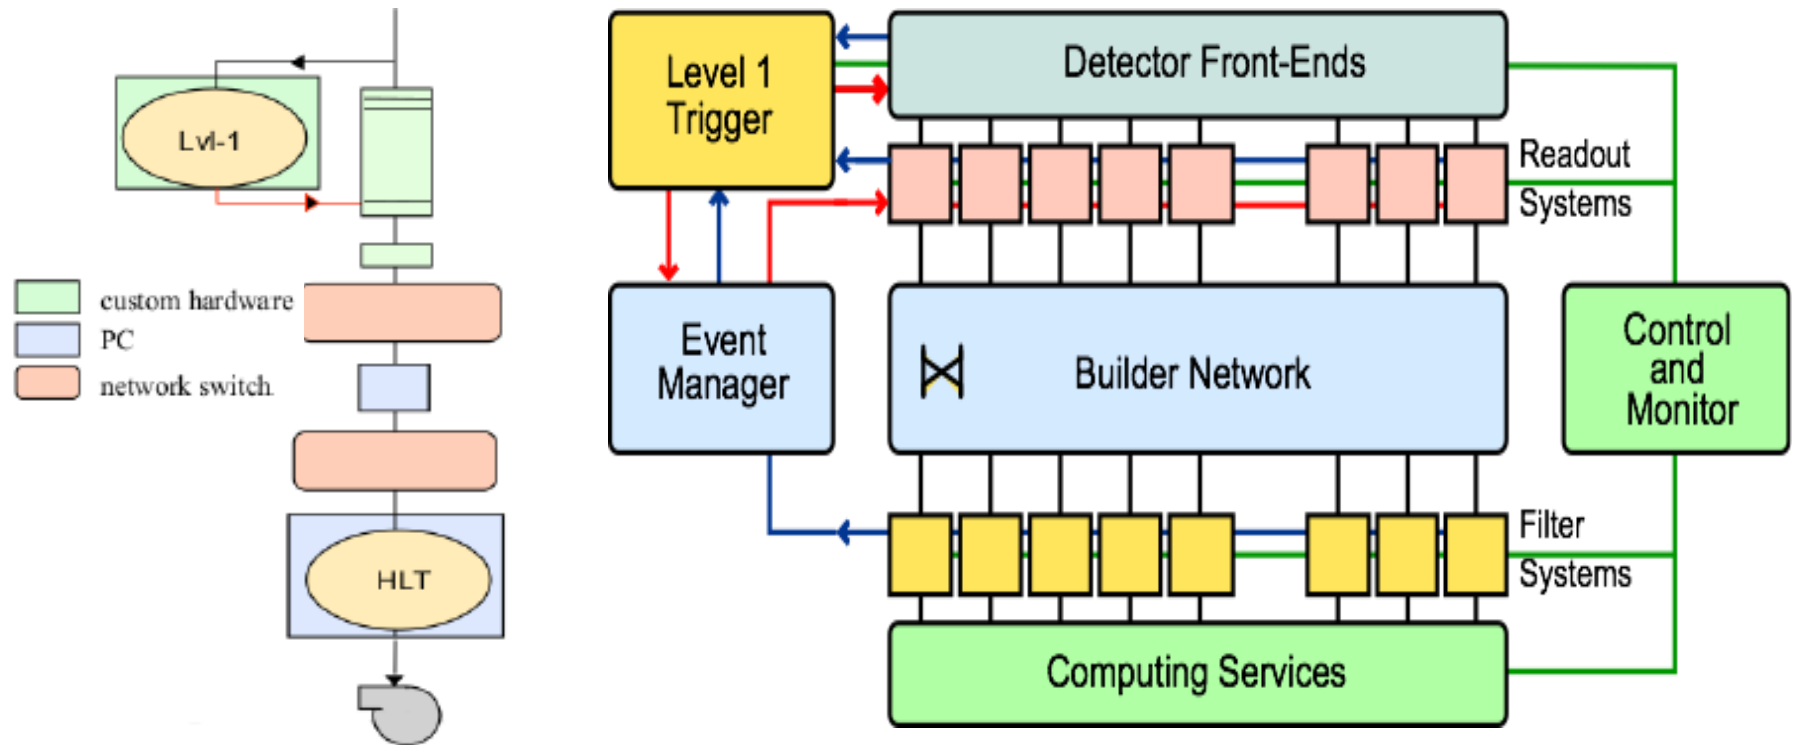 Lvl-1
custom hardware
PC
network switch
HLT
Level 1
Trigger
Detector Front-Ends
Readout
Systems
Event
Manager
Builder Network
Control
and
Monitor
Filter
Systems
Computing Services